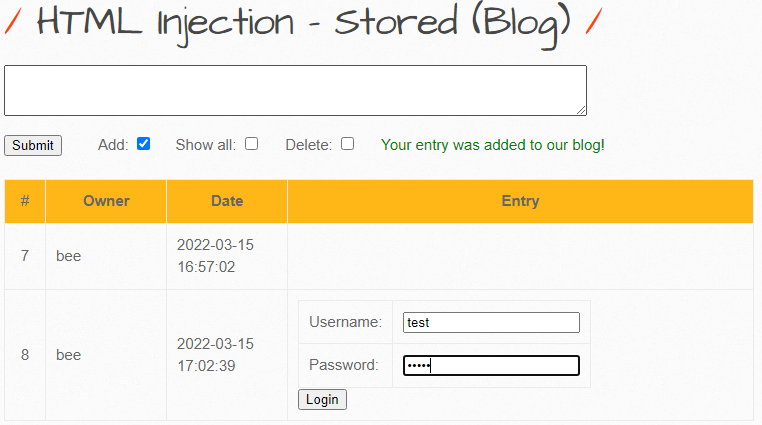 / HTML Injection - Stored (Blog) /
Submit Add: Show all: Delete: Your entry was added to our blog!
# Owner Date Entry
7 bee 2022-03-15 16:57:02
8 bee 2022-03-15 17:02:39
Username: test
Password: •••••
Login